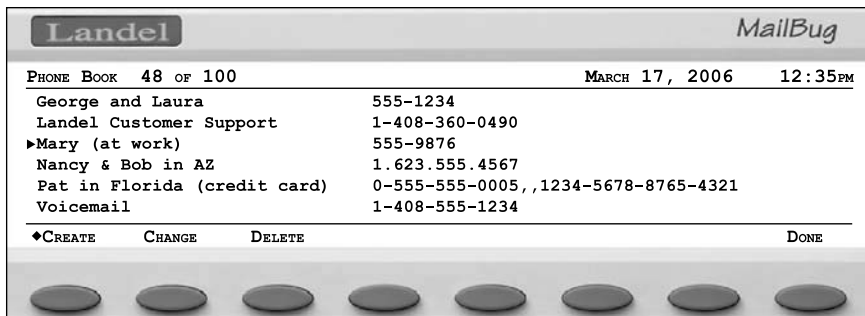 Landel MailBug
PHONE BOOK 48 OF 100 MARCH 17, 2006 12:35PM
George and Laura 555-1234
Landel Customer Support 1-408-360-0490
▶Mary (at work) 555-9876
Nancy & Bob in AZ 1.623.555.4567
Pat in Florida (credit card) 0-555-555-0005,,1234-5678-8765-4321
Voicemail 1-408-555-1234
◆CREATE CHANGE DELETE DONE